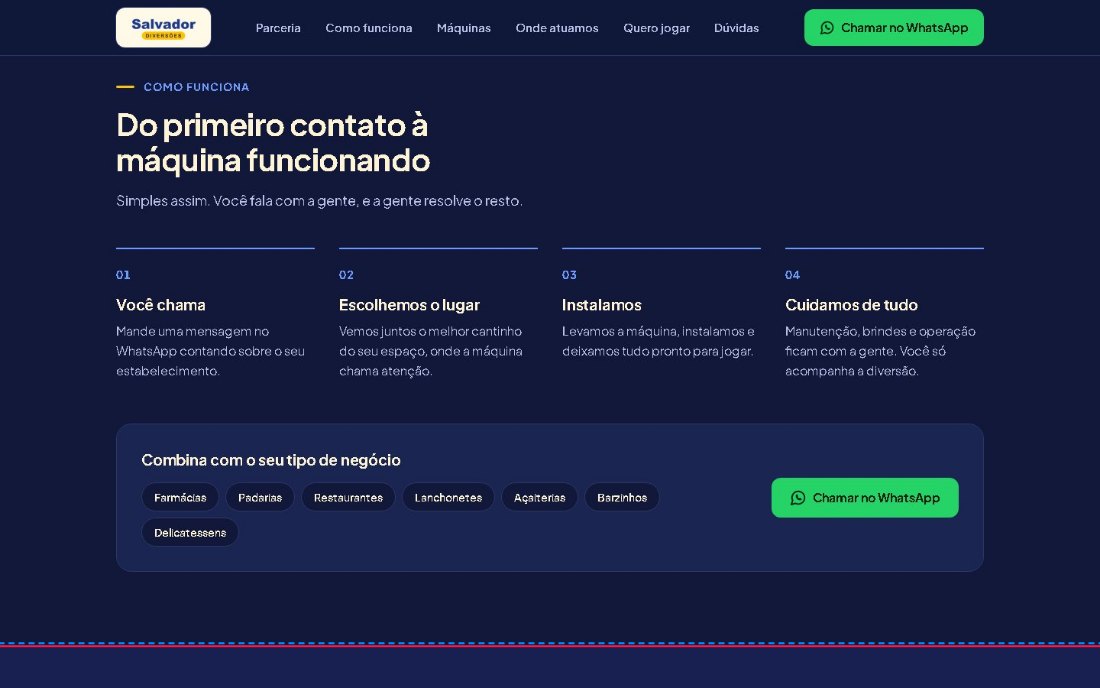 Salvador
DIVERSÕES
Parceria
Como funciona
Máquinas
Onde atuamos
Quero jogar
Dúvidas
Chamar no WhatsApp
COMO FUNCIONA
Do primeiro contato à
máquina funcionando
Simples assim. Você fala com a gente, e a gente resolve o resto.
01
Você chama
Mande uma mensagem no
WhatsApp contando sobre o seu
estabelecimento.
02
Escolhemos o lugar
Vemos juntos o melhor cantinho
do seu espaço, onde a máquina
chama atenção.
03
Instalamos
Levamos a máquina, instalamos e
deixamos tudo pronto para jogar.
04
Cuidamos de tudo
Manutenção, brindes e operação
ficam com a gente. Você só
acompanha a diversão.
Combina com o seu tipo de negócio
Farmácias
Padarias
Restaurantes
Lanchonetes
Açaiterias
Barzinhos
Delicatessens
Chamar no WhatsApp